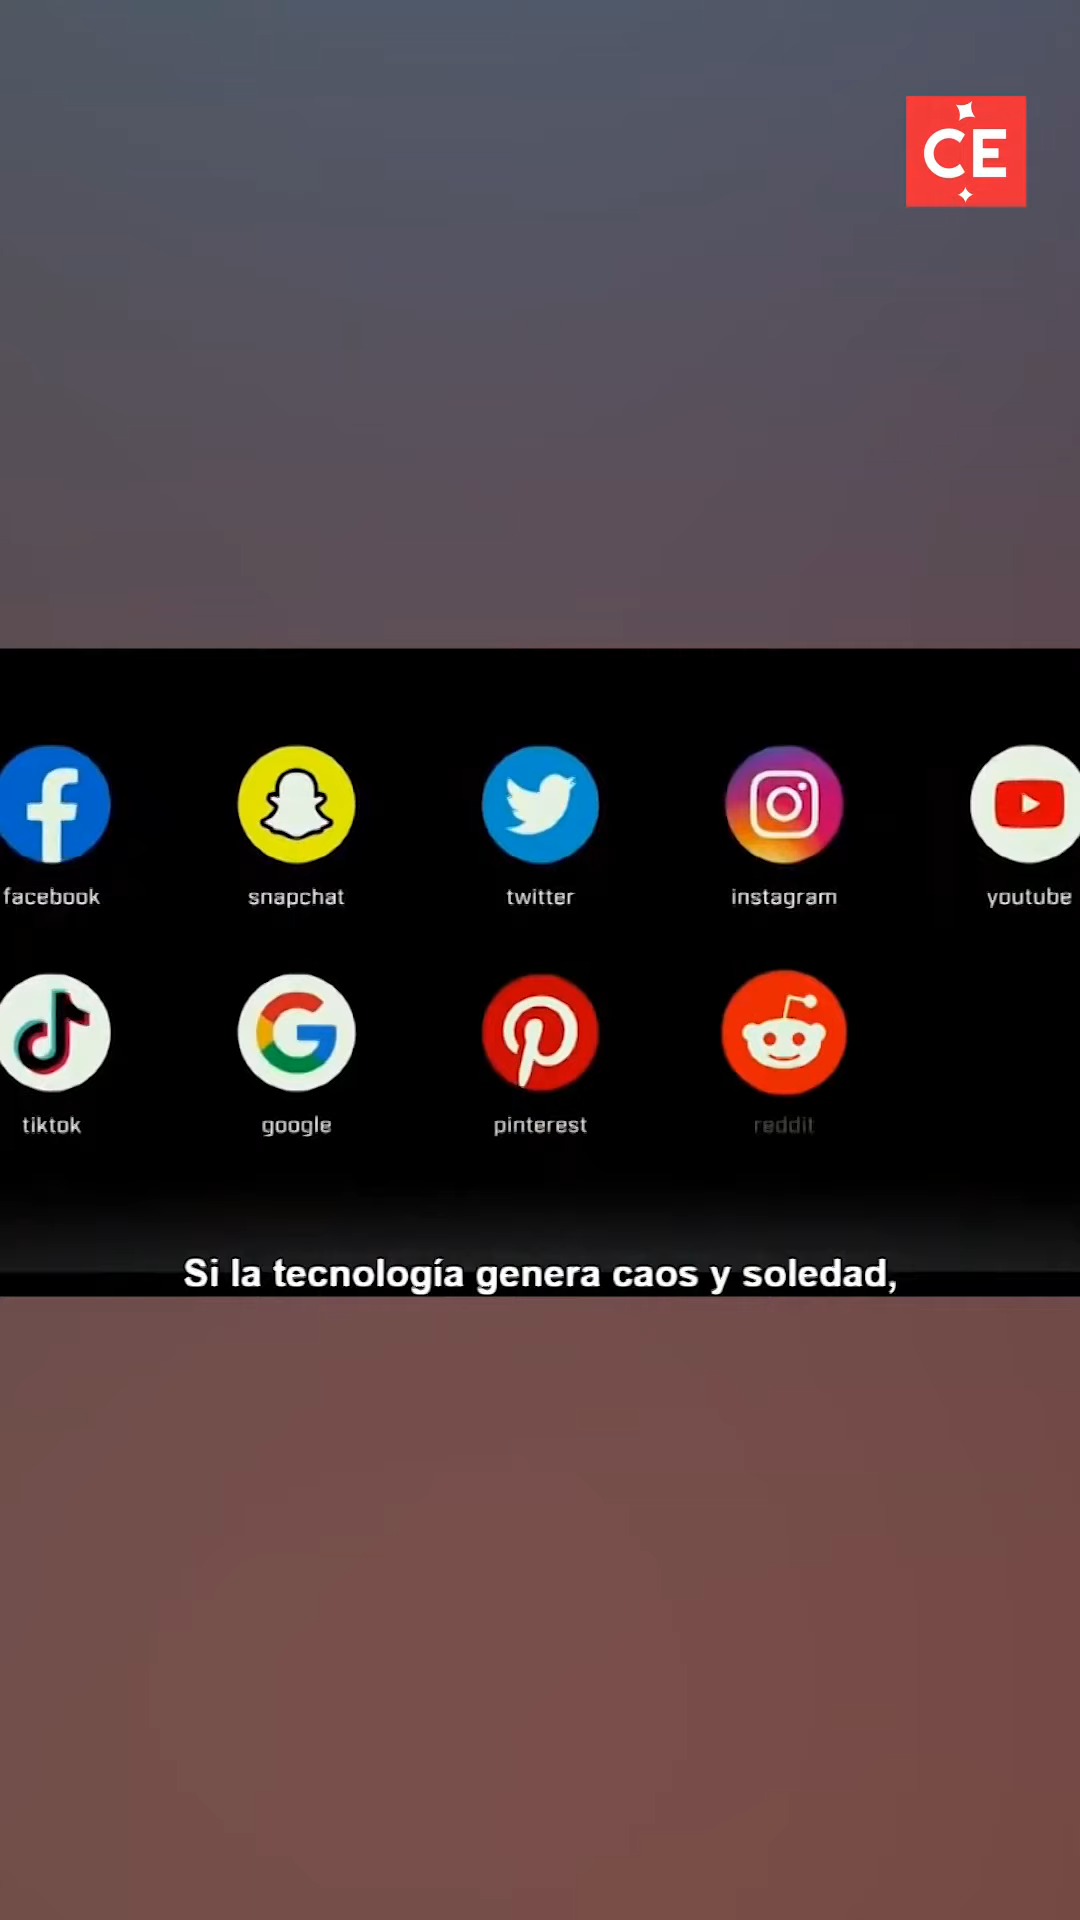 CE
facebook snapchat twitter instagram youtube
tiktok google pinterest reddit
Si la tecnología genera caos y soledad,